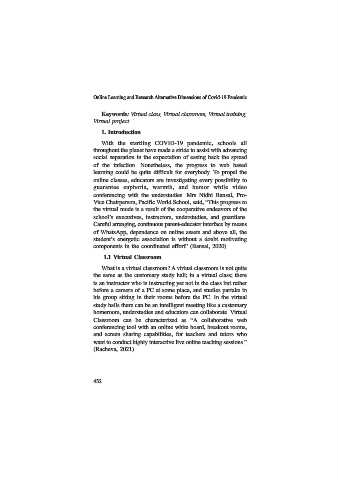 Online Learning and Research Alternative Dimensions of Covid-19 Pandemic
Keywords: Virtual class, Virtual classroom, Virtual training,
Virtual project
1. Introduction
With the startling COVID-19 pandemic, schools all
throughout the planet have made a stride to assist with advancing
social separation in the expectation of easing back the spread
of the infection. Nonetheless, the progress to web based
learning could be quite difficult for everybody. To propel the
online classes, educators are investigating every possibility to
guarantee euphoria, warmth, and humor while video
conferencing with the understudies. Mrs Nidhi Bansal, Pro-
Vice Chairperson, Pacific World School, said, "This progress to
the virtual mode is a result of the cooperative endeavors of the
school's executives, instructors, understudies, and guardians.
Careful arranging, continuous parent-educator interface by means
of WhatsApp, dependence on online assets and above all, the
student's energetic association is without a doubt motivating
components in the coordinated effort" (Bansal, 2020)
1.1 Virtual Classroom
What is a virtual classroom? A virtual classroom is not quite
the same as the customary study hall; in a virtual class; there
is an instructor who is instructing yet not in the class but rather
before a camera of a PC at some place, and studies partake in
his group sitting in their rooms before the PC. In the virtual
study halls there can be an intelligent meeting like a customary
homeroom, understudies and educators can collaborate. Virtual
Classroom can be characterized as "A collaborative web
conferencing tool with an online white board, breakout rooms,
and screen sharing capabilities, for teachers and tutors who
want to conduct highly interactive live online teaching sessions."
(Racheva, 2021)
452